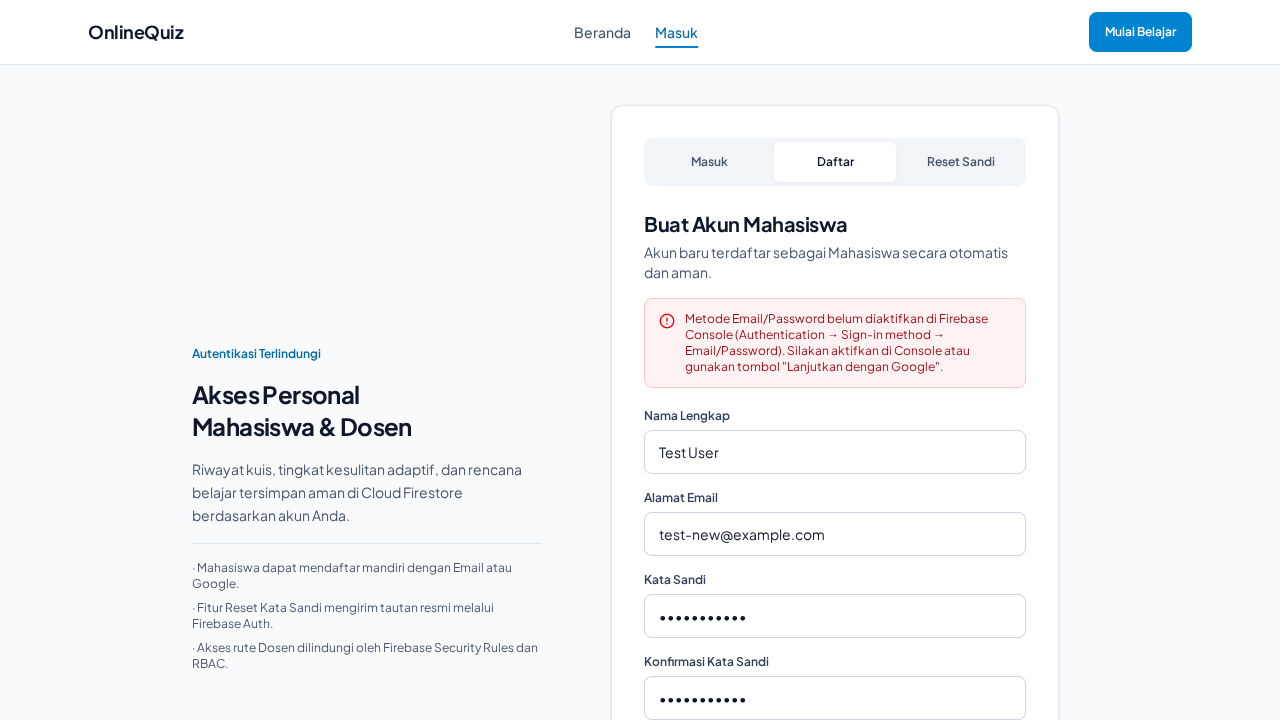 OnlineQuiz
Beranda
Masuk
Mulai Belajar
Autentikasi Terlindungi
Akses Personal
Mahasiswa & Dosen
Riwayat kuis, tingkat kesulitan adaptif, dan rencana
belajar tersimpan aman di Cloud Firestore
berdasarkan akun Anda.
· Mahasiswa dapat mendaftar mandiri dengan Email atau
Google.
· Fitur Reset Kata Sandi mengirim tautan resmi melalui
Firebase Auth.
· Akses rute Dosen dilindungi oleh Firebase Security Rules dan
RBAC.
Masuk
Daftar
Reset Sandi
Buat Akun Mahasiswa
Akun baru terdaftar sebagai Mahasiswa secara otomatis
dan aman.
Metode Email/Password belum diaktifkan di Firebase
Console (Authentication → Sign-in method →
Email/Password). Silakan aktifkan di Console atau
gunakan tombol "Lanjutkan dengan Google".
Nama Lengkap
Test User
Alamat Email
test-new@example.com
Kata Sandi
•••••••••••
Konfirmasi Kata Sandi
•••••••••••